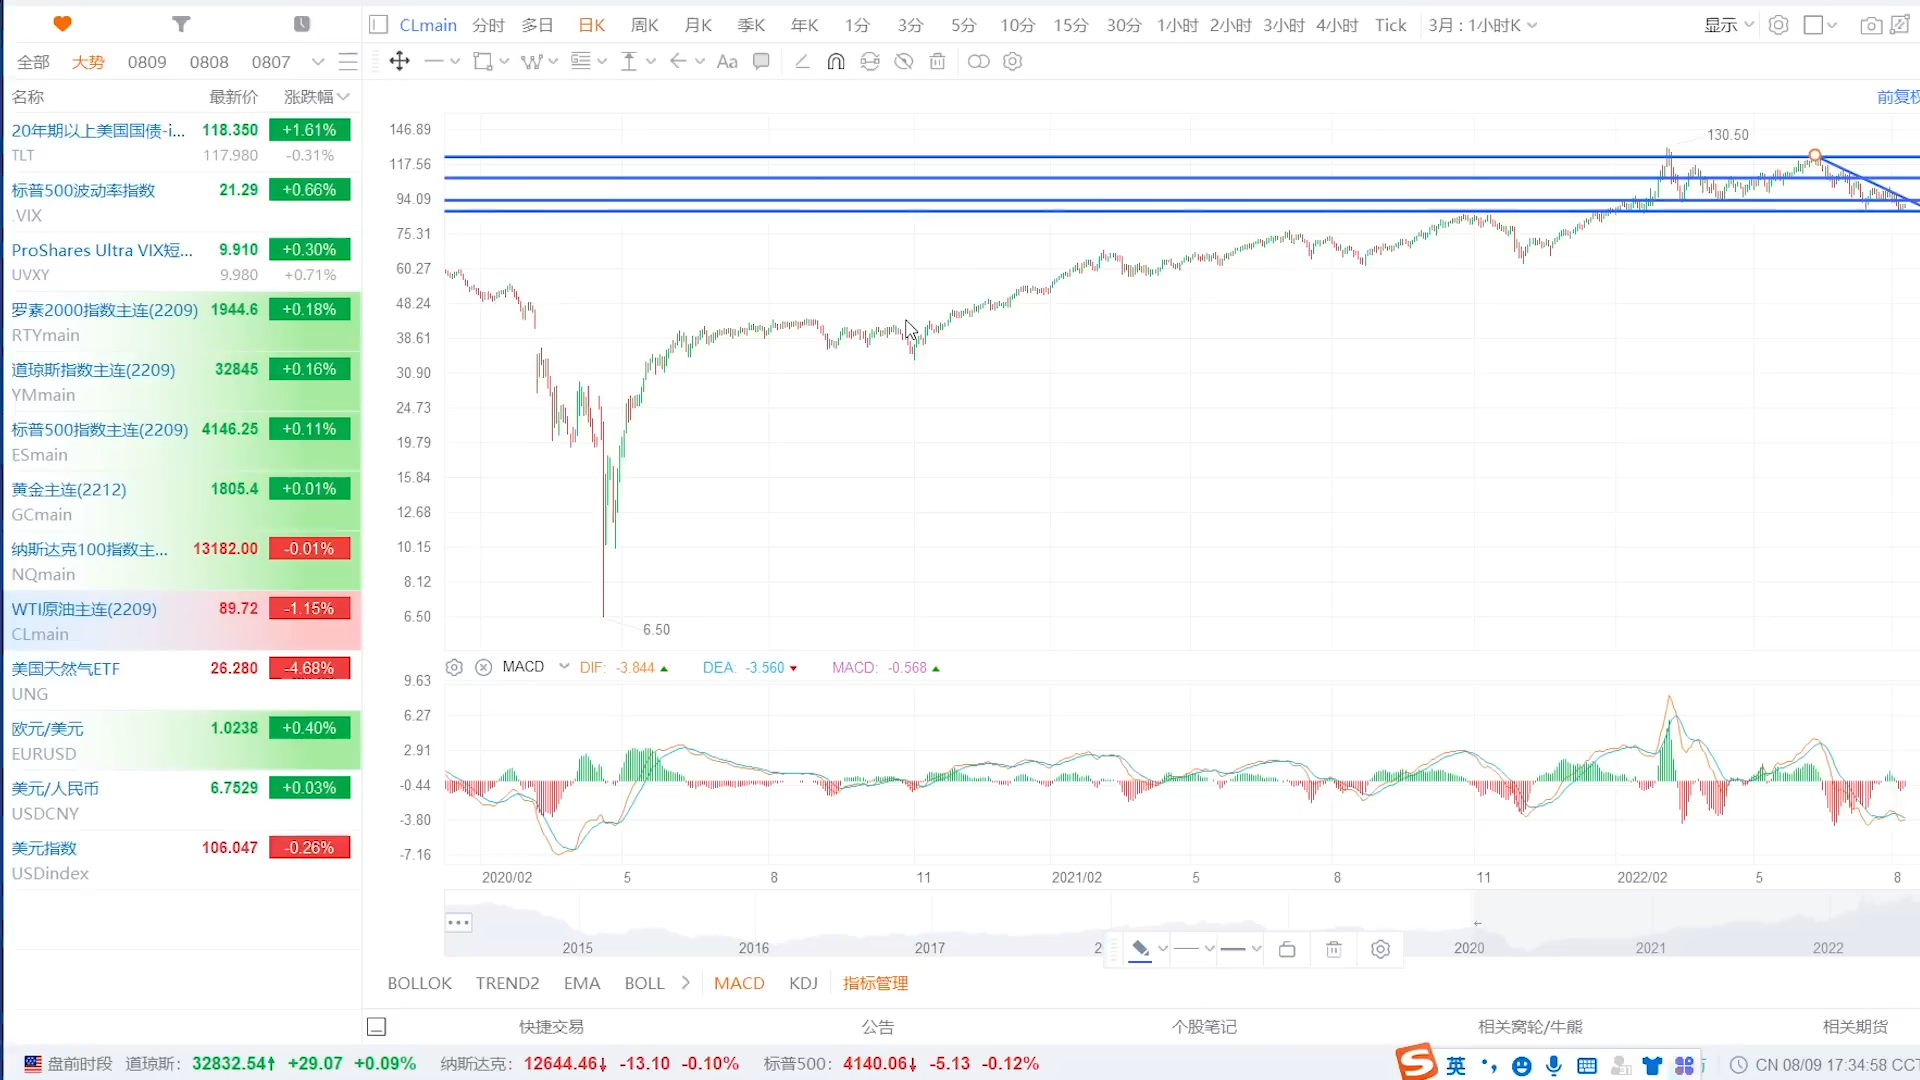 CLmain 分时 多日 日K 周K 月K 季K 年K 1分 3分 5分 10分 15分 30分 1小时 2小时 3小时 4小时 Tick 3月 : 1小时K 显示
全部 大势 0809 0808 0807
Aa
名称 最新价 涨跌幅
前复权
20年期以上美国国债-i... 118.350 +1.61%
TLT 117.980 -0.31%
标普500波动率指数 21.29 +0.66%
.VIX
ProShares Ultra VIX短... 9.910 +0.30%
UVXY 9.980 +0.71%
罗素2000指数主连(2209) 1944.6 +0.18%
RTYmain
道琼斯指数主连(2209) 32845 +0.16%
YMmain
标普500指数主连(2209) 4146.25 +0.11%
ESmain
黄金主连(2212) 1805.4 +0.01%
GCmain
纳斯达克100指数主... 13182.00 -0.01%
NQmain
WTI原油主连(2209) 89.72 -1.15%
CLmain
美国天然气ETF 26.280 -4.68%
UNG
欧元/美元 1.0238 +0.40%
EURUSD
美元/人民币 6.7529 +0.03%
USDCNY
美元指数 106.047 -0.26%
USDindex
146.89
130.50
117.56
94.09
75.31
60.27
48.24
38.61
30.90
24.73
19.79
15.84
12.68
10.15
8.12
6.50
6.50
MACD DIF: -3.844 DEA: -3.560 MACD: -0.568
9.63
6.27
2.91
-0.44
-3.80
-7.16
2020/02 5 8 11 2021/02 5 8 11 2022/02 5 8
2015 2016 2017 2 2020 2021 2022
BOLLOK TREND2 EMA BOLL MACD KDJ 指标管理
快捷交易 公告 个股笔记 相关窝轮/牛熊 相关期货
盘前时段 道琼斯: 32832.54↑ +29.07 +0.09% 纳斯达克: 12644.46↓ -13.10 -0.10% 标普500: 4140.06↓ -5.13 -0.12%
S 英 CN 08/09 17:34:58 CCT